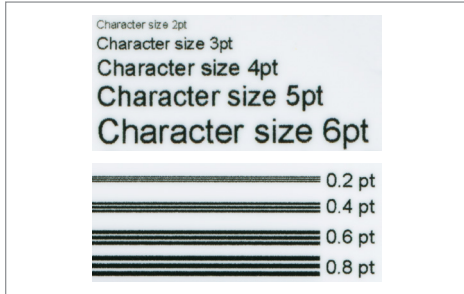 Character size 2pt
Character size 3pt
Character size 4pt
Character size 5pt
Character size 6pt
0.2 pt
0.4 pt
0.6 pt
0.8 pt